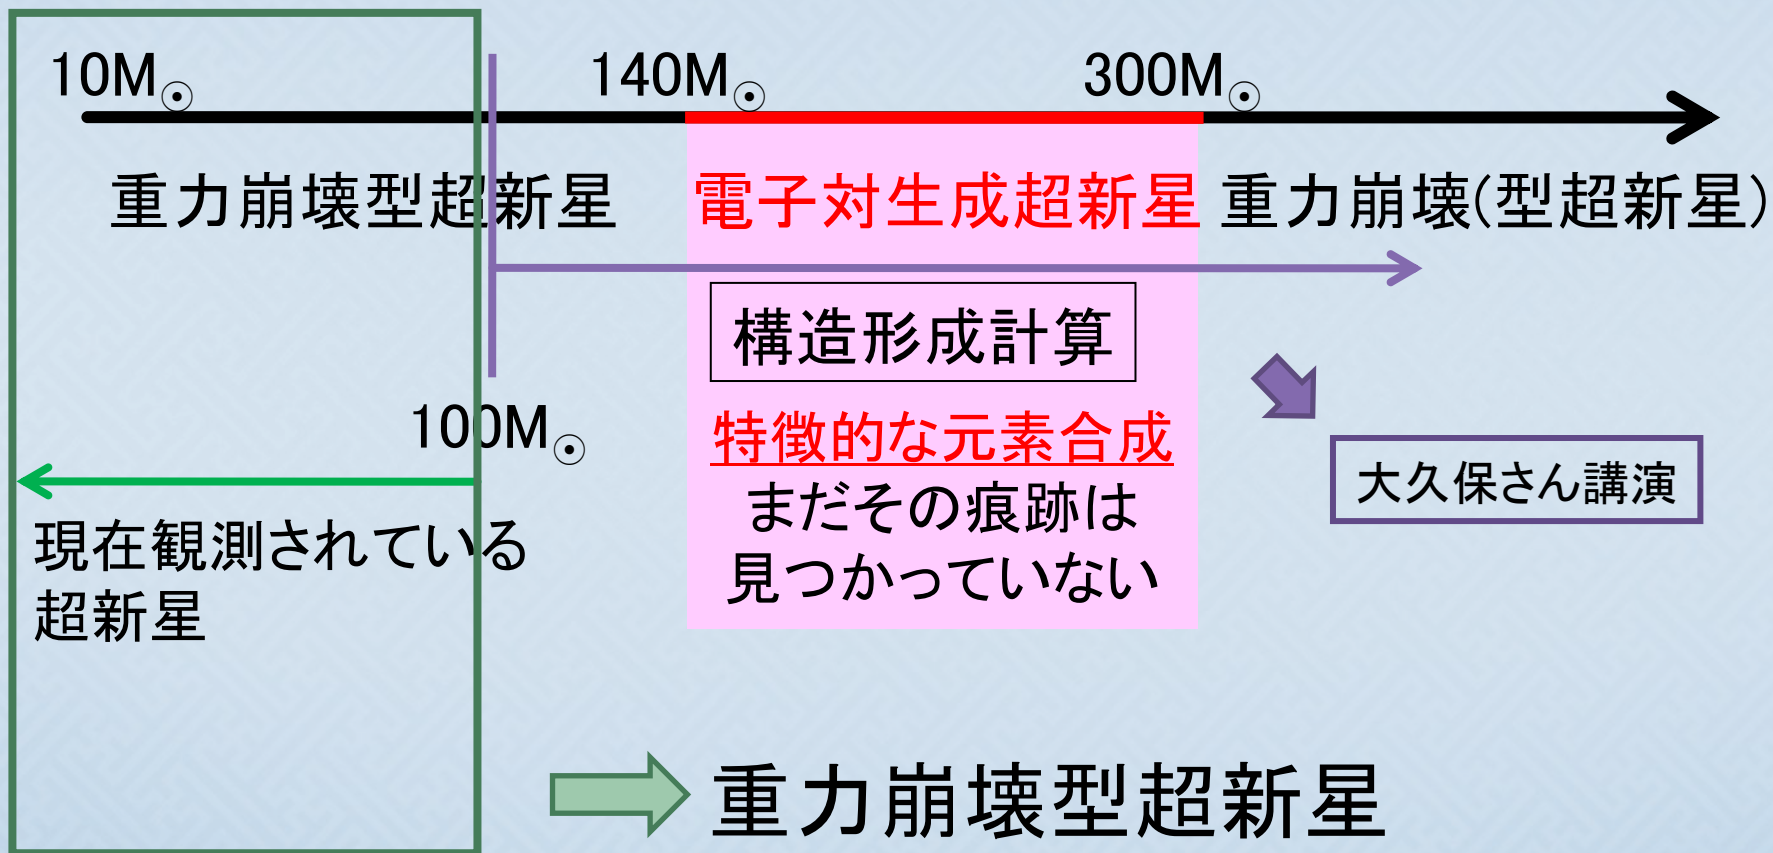 10M☉
140M☉
300M☉
重力崩壊型超新星
電子対生成超新星
重力崩壊(型超新星)
構造形成計算
100M☉
特徴的な元素合成
まだその痕跡は
見つかっていない
大久保さん講演
現在観測されている
超新星
重力崩壊型超新星